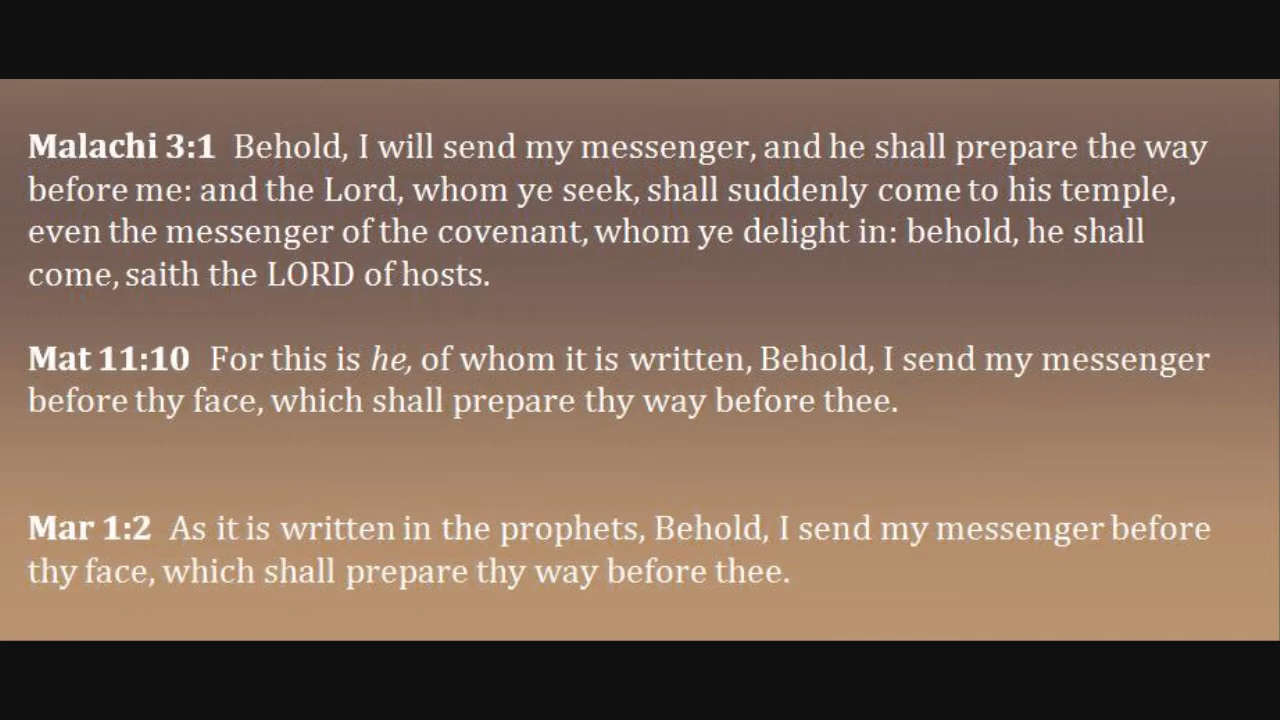 Malachi 3:1 Behold, I will send my messenger, and he shall prepare the way
before me: and the Lord, whom ye seek, shall suddenly come to his temple,
even the messenger of the covenant, whom ye delight in: behold, he shall
come, saith the LORD of hosts.
Mat 11:10 For this is he, of whom it is written, Behold, I send my messenger
before thy face, which shall prepare thy way before thee.
Mar 1:2 As it is written in the prophets, Behold, I send my messenger before
thy face, which shall prepare thy way before thee.